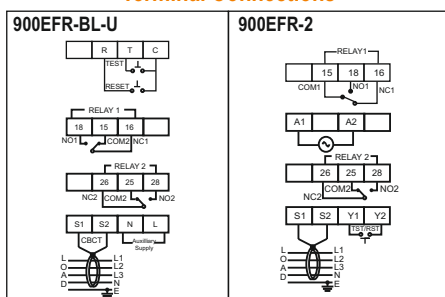 Terminal Connections
900EFR-BL-U
R T C
TEST
RESET
RELAY 1
18 15 16
NO1 COM2 NC1
RELAY 2
26 25 28
NC2 COM2 NO2
S1 S2 N L
CBCT Auxilliary Supply
L L1
O L2
A L3
D N
E
900EFR-2
RELAY1
15 18 16
COM1 NO1 NC1
A1 A2
RELAY 2
26 25 28
NC2 COM2 NO2
S1 S2 Y1 Y2
TST/RST
L L1
O L2
A L3
D N
E